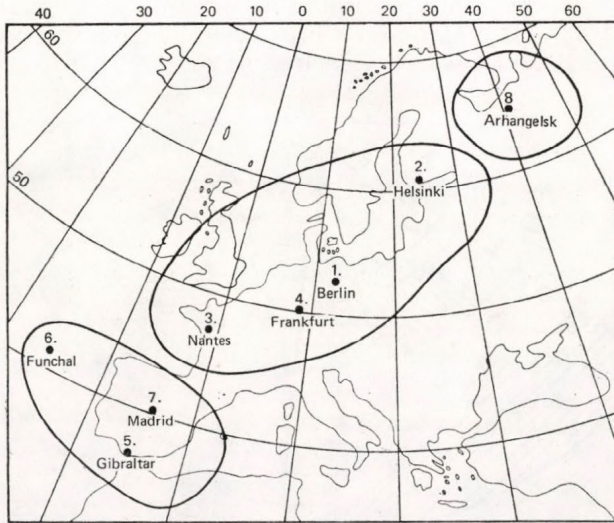 40 30 20 10 0 10 20 30 40 50 60
60
50
8
Arhangelsk
2.
Helsinki
1.
Berlin
4.
Frankfurt
3.
Nantes
6.
Funchal
7.
Madrid
5.
Gibraltar